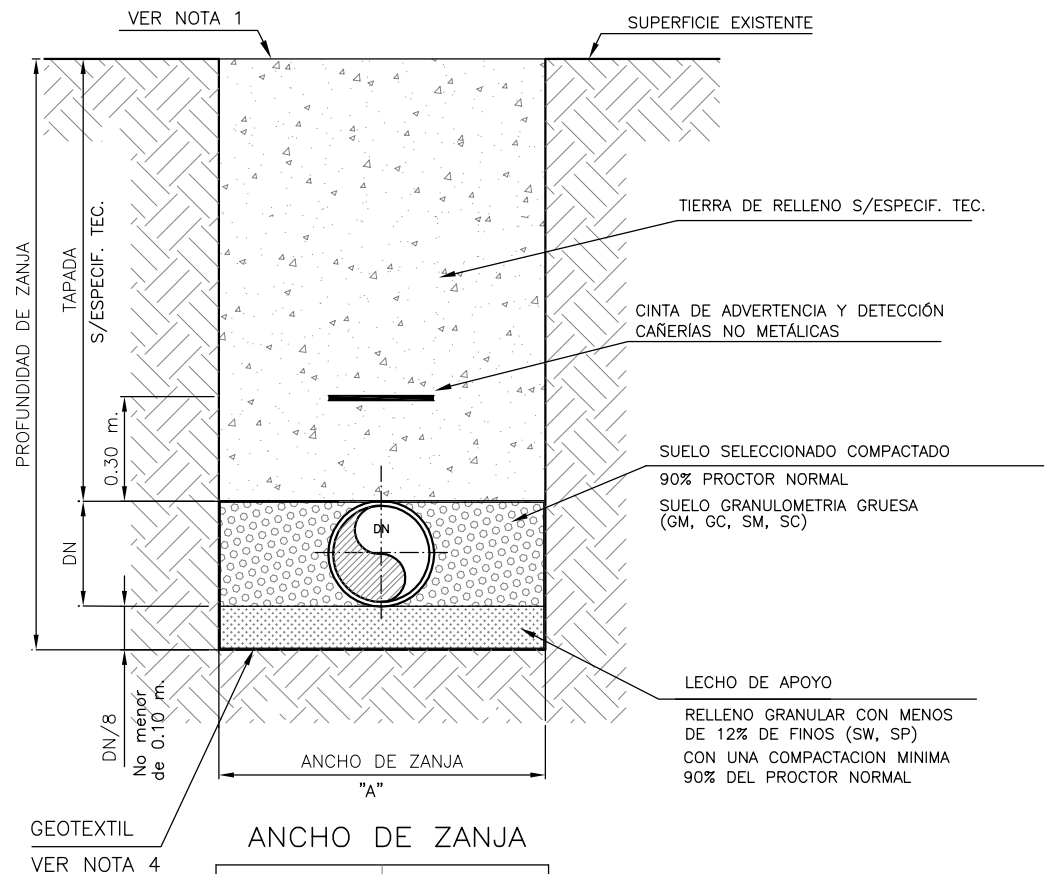 VER NOTA 1
SUPERFICIE EXISTENTE
TIERRA DE RELLENO S/ESPECIF. TEC.
PROFUNDIDAD DE ZANJA
TAPADA
S/ESPECIF. TEC.
CINTA DE ADVERTENCIA Y DETECCIÓN
CAÑERÍAS NO METÁLICAS
0.30 m.
SUELO SELECCIONADO COMPACTADO
90% PROCTOR NORMAL
SUELO GRANULOMETRIA GRUESA
(GM, GC, SM, SC)
DN
DN
LECHO DE APOYO
RELLENO GRANULAR CON MENOS
DE 12% DE FINOS (SW, SP)
CON UNA COMPACTACION MINIMA
90% DEL PROCTOR NORMAL
DN/8
No menor
de 0.10 m.
ANCHO DE ZANJA
"A"
GEOTEXTIL
VER NOTA 4
ANCHO DE ZANJA